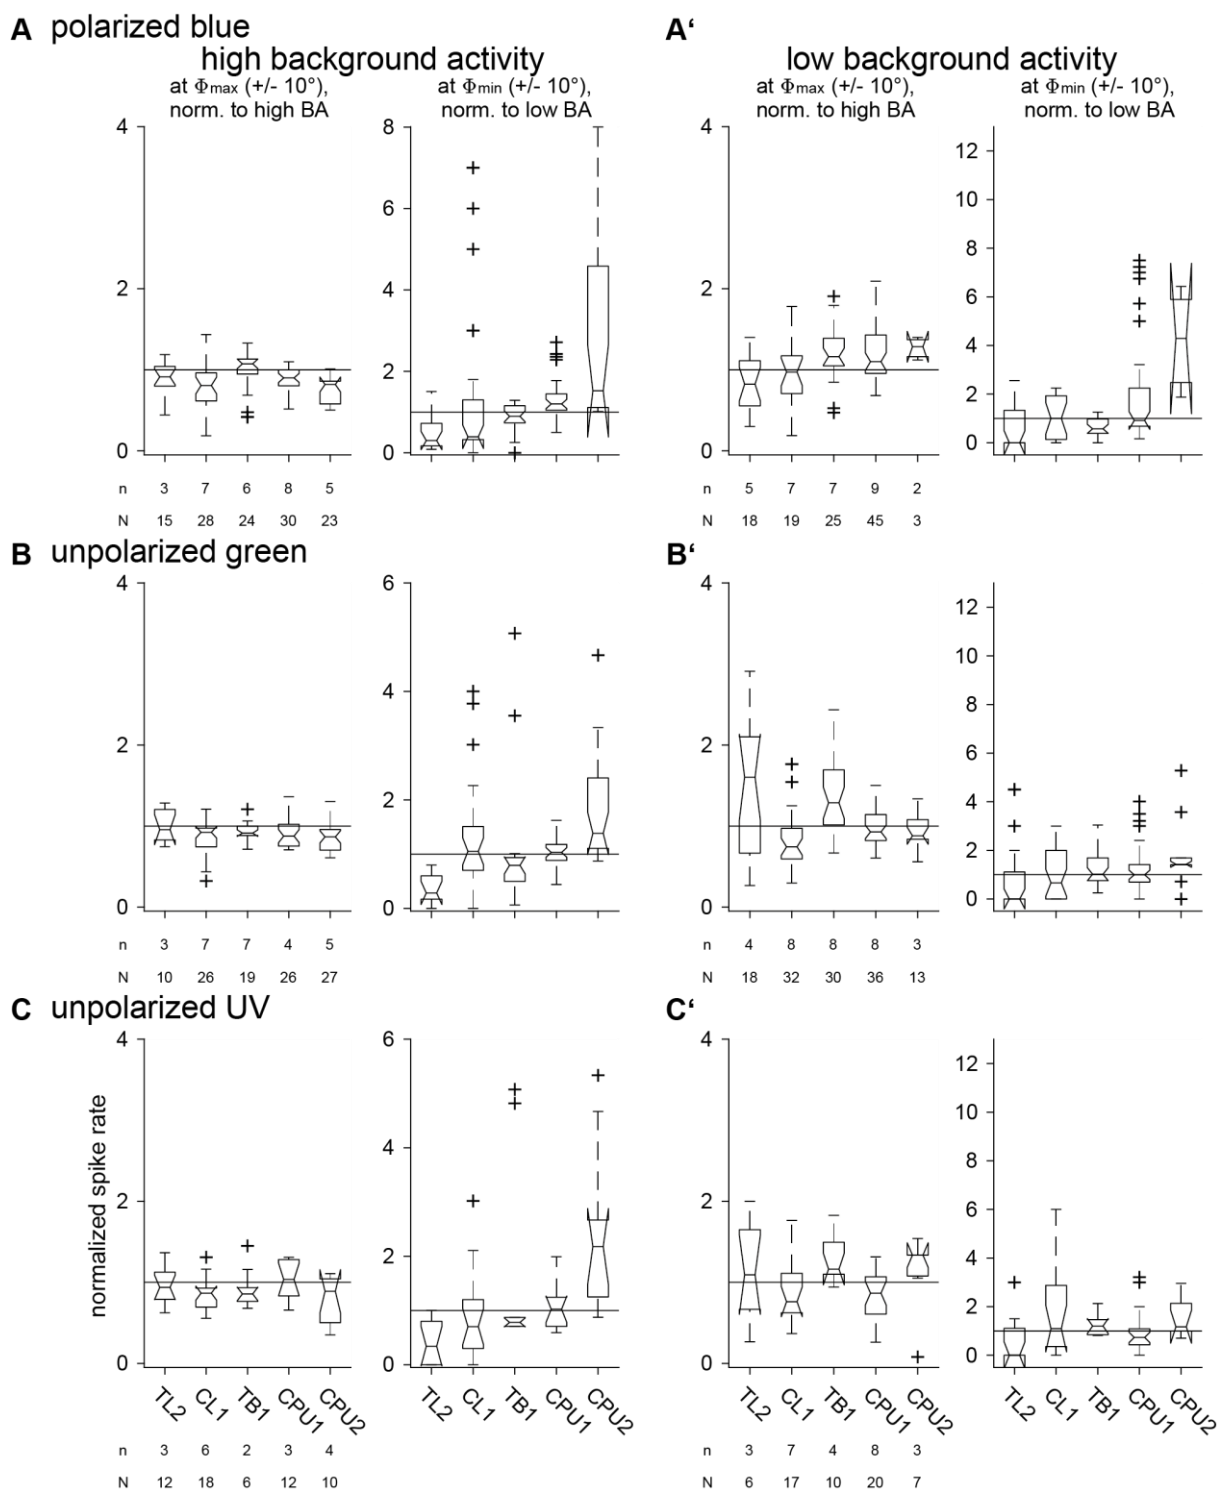 A polarized blue A‘
high background activity low background activity
at Φmax (+/- 10°), at Φmin (+/- 10°), at Φmax (+/- 10°), at Φmin (+/- 10°),
norm. to high BA norm. to low BA norm. to high BA norm. to low BA
4 8 4 12
6 10
2 4 2 8
6
2 4
2
0 0 0 0
n 3 7 6 8 5 n 5 7 7 9 2
N 15 28 24 30 23 N 18 19 25 45 3
B unpolarized green B‘
4 6 4 12
10
4 8
2 2 6
2 4
2
0 0 0 0
n 3 7 7 4 5 n 4 8 8 8 3
N 10 26 19 26 27 N 18 32 30 36 13
C unpolarized UV C‘
normalized spike rate
4 6 4 12
10
4 8
2 2 6
2 4
2
0 0 0 0
TL2 CL1 TB1 CPU1 CPU2 TL2 CL1 TB1 CPU1 CPU2 TL2 CL1 TB1 CPU1 CPU2 TL2 CL1 TB1 CPU1 CPU2
n 3 6 2 3 4 n 3 7 4 8 3
N 12 18 6 12 10 N 6 17 10 20 7